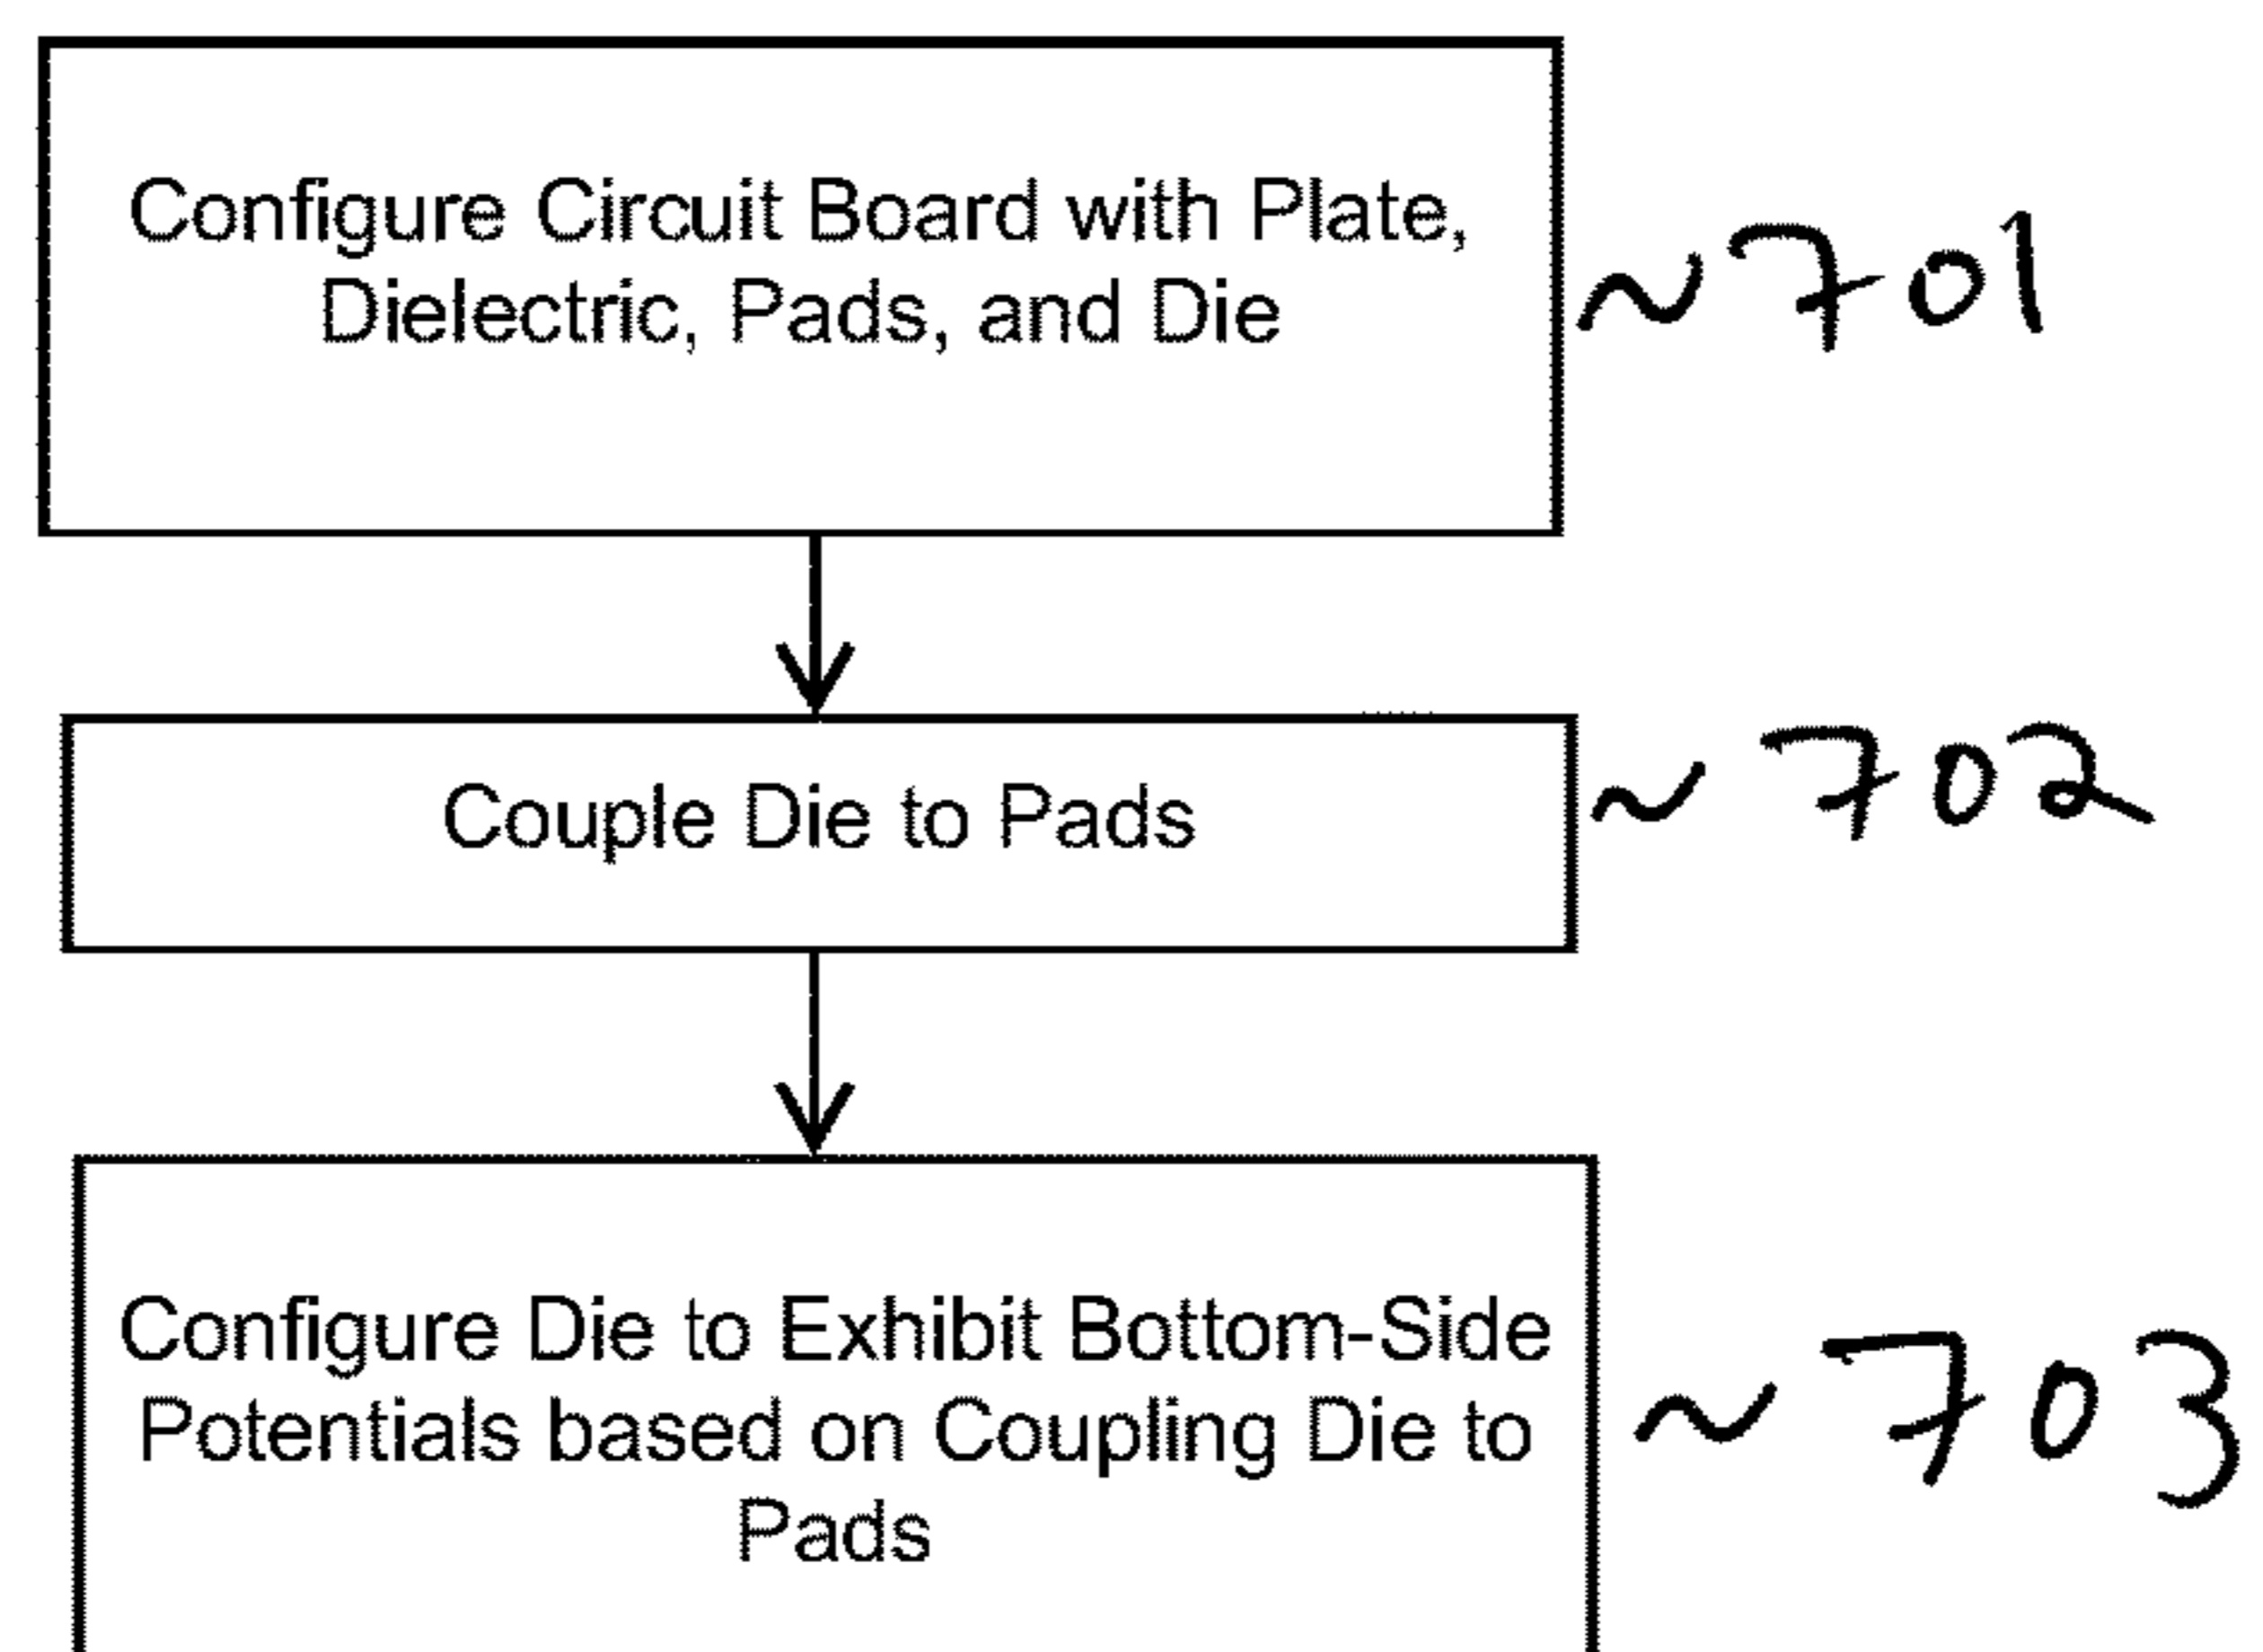 Configure Circuit Board with Plate,
Dielectric, Pads, and Die
~701
Couple Die to Pads
~702
Configure Die to Exhibit Bottom-Side
Potentials based on Coupling Die to
Pads
~703